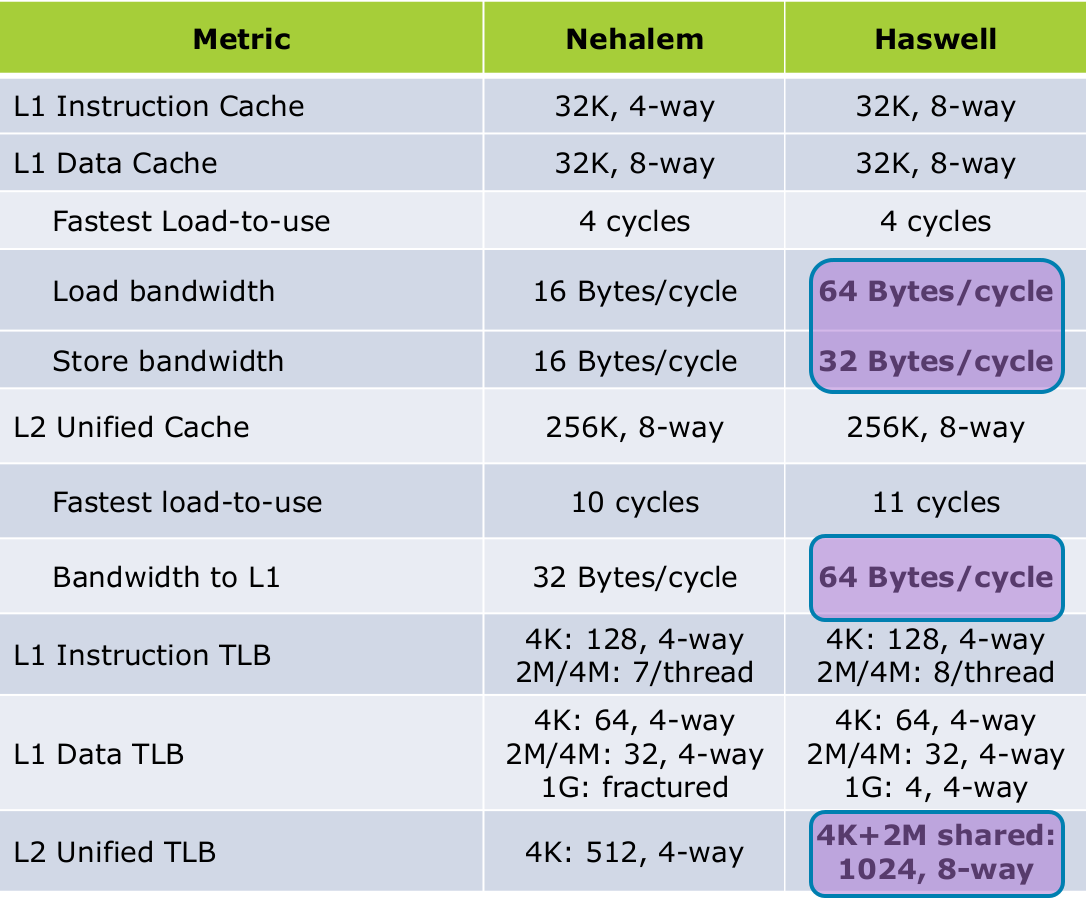 Metric Nehalem Haswell
L1 Instruction Cache 32K, 4-way 32K, 8-way
L1 Data Cache 32K, 8-way 32K, 8-way
Fastest Load-to-use 4 cycles 4 cycles
Load bandwidth 16 Bytes/cycle 64 Bytes/cycle
Store bandwidth 16 Bytes/cycle 32 Bytes/cycle
L2 Unified Cache 256K, 8-way 256K, 8-way
Fastest load-to-use 10 cycles 11 cycles
Bandwidth to L1 32 Bytes/cycle 64 Bytes/cycle
L1 Instruction TLB
4K: 128, 4-way
2M/4M: 7/thread
4K: 128, 4-way
2M/4M: 8/thread
L1 Data TLB
4K: 64, 4-way
2M/4M: 32, 4-way
1G: fractured
4K: 64, 4-way
2M/4M: 32, 4-way
1G: 4, 4-way
L2 Unified TLB
4K: 512, 4-way
4K+2M shared:
1024, 8-way